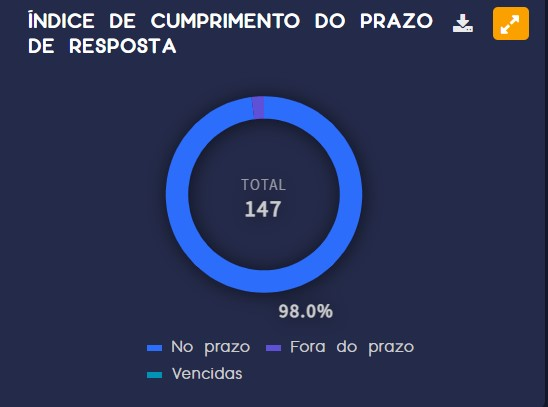 ÍNDICE DE CUMPRIMENTO DO PRAZO
DE RESPOSTA
TOTAL
147
98.0%
No prazo Fora do prazo
Vencidas